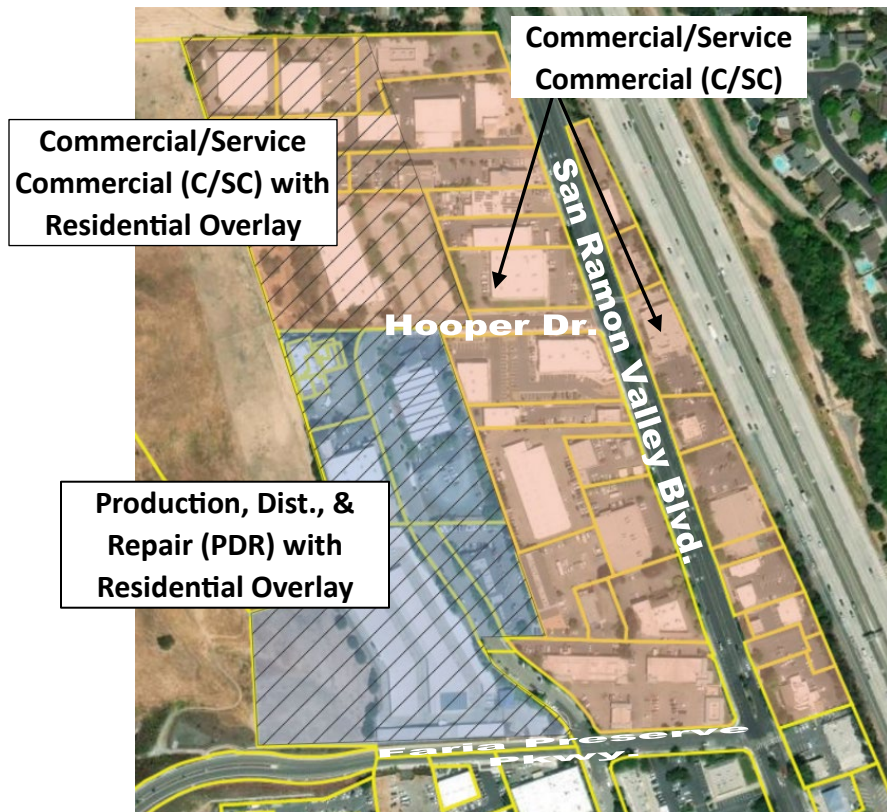 Commercial/Service
Commercial (C/SC)
Commercial/Service
Commercial (C/SC) with
Residential Overlay
San Ramon Valley Blvd.
Hooper Dr.
Production, Dist., &
Repair (PDR) with
Residential Overlay
Faria Preserve
Pkwy